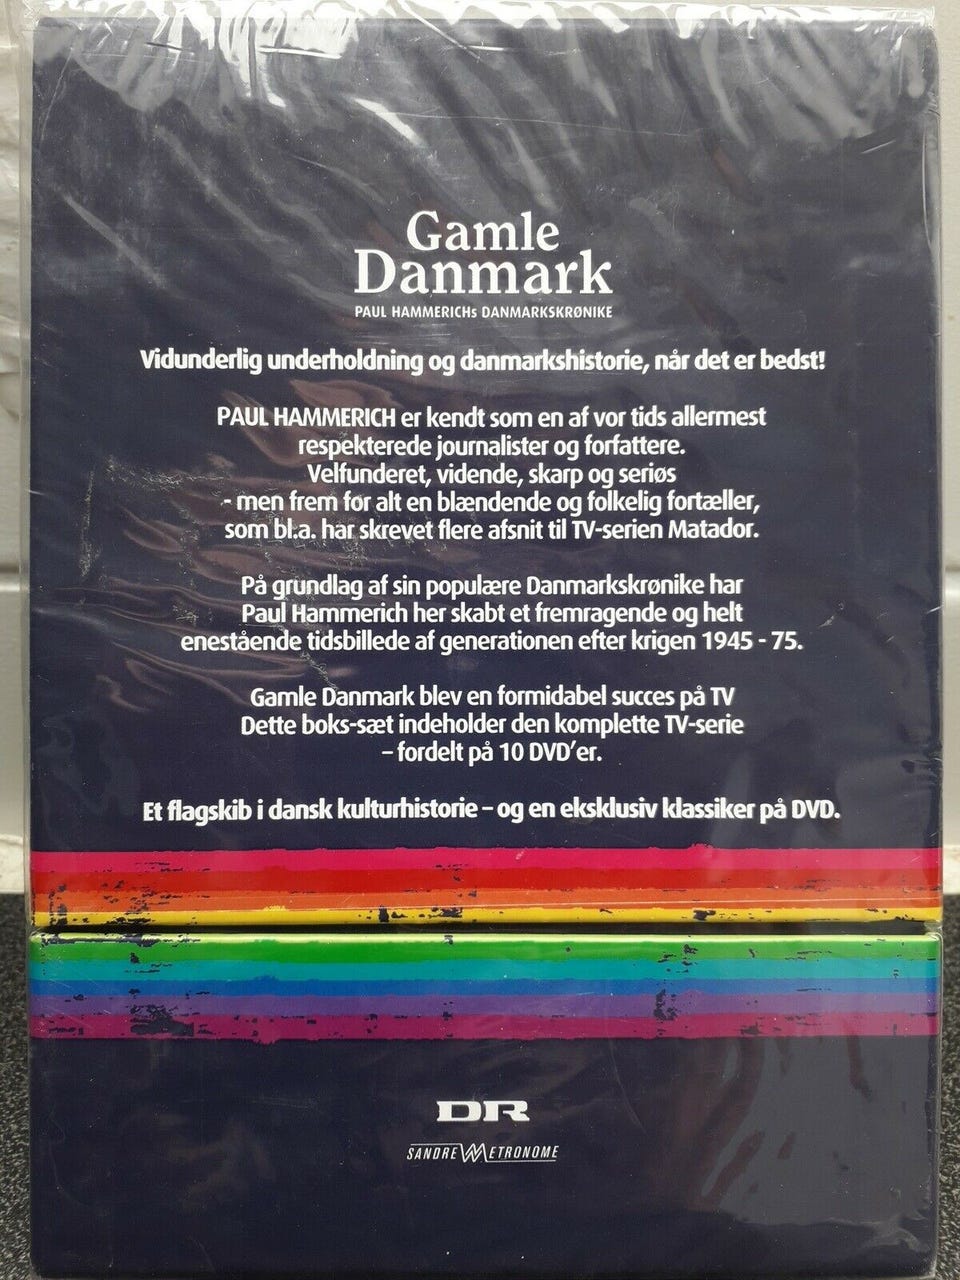 Gamle
Danmark
PAUL HAMMERICHs DANMARKSKRØNIKE
Vidunderlig underholdning og danmarkshistorie, når det er bedst!
PAUL HAMMERICH er kendt som en af vor tids allermest
respekterede journalister og forfattere.
Velfunderet, vidende, skarp og seriøs
- men frem for alt en blændende og folkelig fortæller,
som bl.a. har skrevet flere afsnit til TV-serien Matador.
På grundlag af sin populære Danmarkskrønike har
Paul Hammerich her skabt et fremragende og helt
enestående tidsbillede af generationen efter krigen 1945 - 75.
Gamle Danmark blev en formidabel succes på TV
Dette boks-sæt indeholder den komplette TV-serie
– fordelt på 10 DVD'er.
Et flagskib i dansk kulturhistorie – og en eksklusiv klassiker på DVD.
DR
SANDREMETRONOME